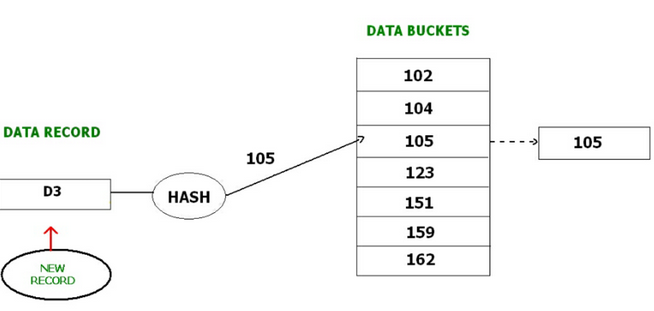 DATA BUCKETS
102
104
DATA RECORD
105
105
105
123
D3
HASH
151
159
NEW
RECORD
162